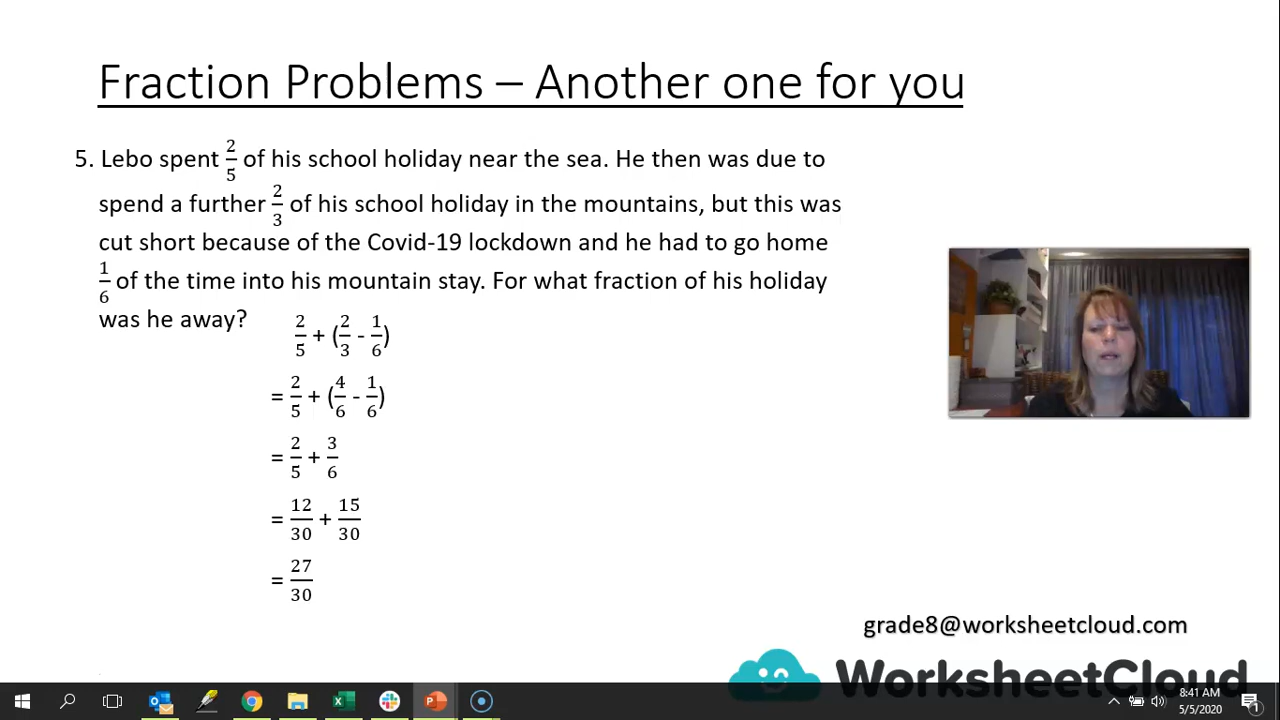 Fraction Problems – Another one for you
5. Lebo spent 2/5 of his school holiday near the sea. He then was due to
spend a further 2/3 of his school holiday in the mountains, but this was
cut short because of the Covid-19 lockdown and he had to go home
1/6 of the time into his mountain stay. For what fraction of his holiday
was he away?
2/5 + (2/3 - 1/6)
= 2/5 + (4/6 - 1/6)
= 2/5 + 3/6
= 12/30 + 15/30
= 27/30
grade8@worksheetcloud.com
WorksheetCloud
8:41 AM
5/5/2020
1